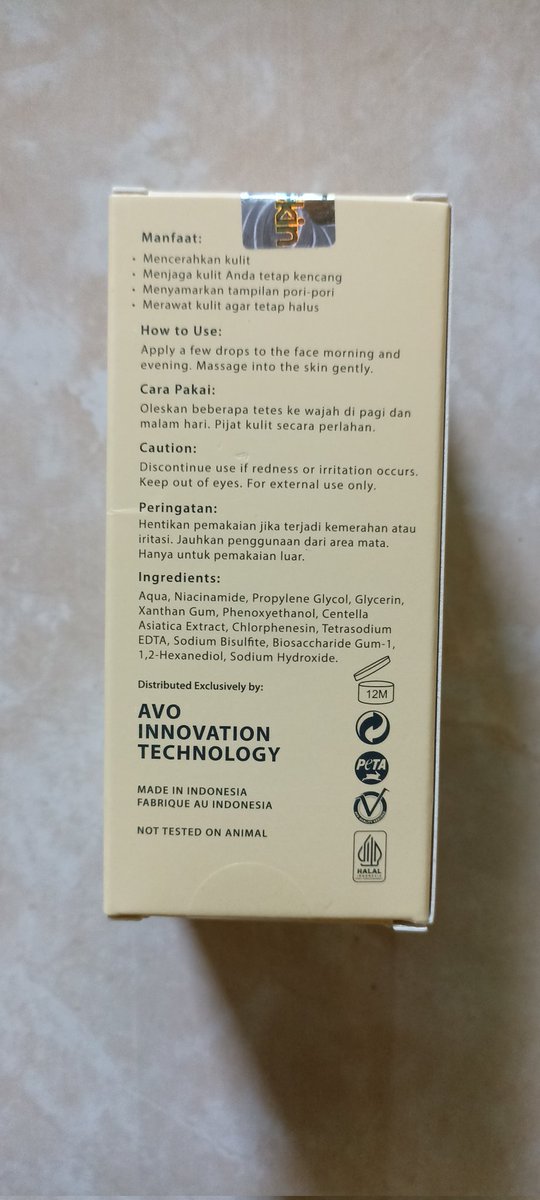 Manfaat:
• Mencerahkan kulit
• Menjaga kulit Anda tetap kencang
• Menyamarkan tampilan pori-pori
• Merawat kulit agar tetap halus
How to Use:
Apply a few drops to the face morning and
evening. Massage into the skin gently.
Cara Pakai:
Oleskan beberapa tetes ke wajah di pagi dan
malam hari. Pijat kulit secara perlahan.
Caution:
Discontinue use if redness or irritation occurs.
Keep out of eyes. For external use only.
Peringatan:
Hentikan pemakaian jika terjadi kemerahan atau
iritasi. Jauhkan penggunaan dari area mata.
Hanya untuk pemakaian luar.
Ingredients:
Aqua, Niacinamide, Propylene Glycol, Glycerin,
Xanthan Gum, Phenoxyethanol, Centella
Asiatica Extract, Chlorphenesin, Tetrasodium
EDTA, Sodium Bisulfite, Biosaccharide Gum-1,
1,2-Hexanediol, Sodium Hydroxide.
Distributed Exclusively by:
12M
AVO
INNOVATION
TECHNOLOGY
PeTA
MADE IN INDONESIA
FABRIQUE AU INDONESIA
NOT TESTED ON ANIMAL
HALAL
INDONESIA